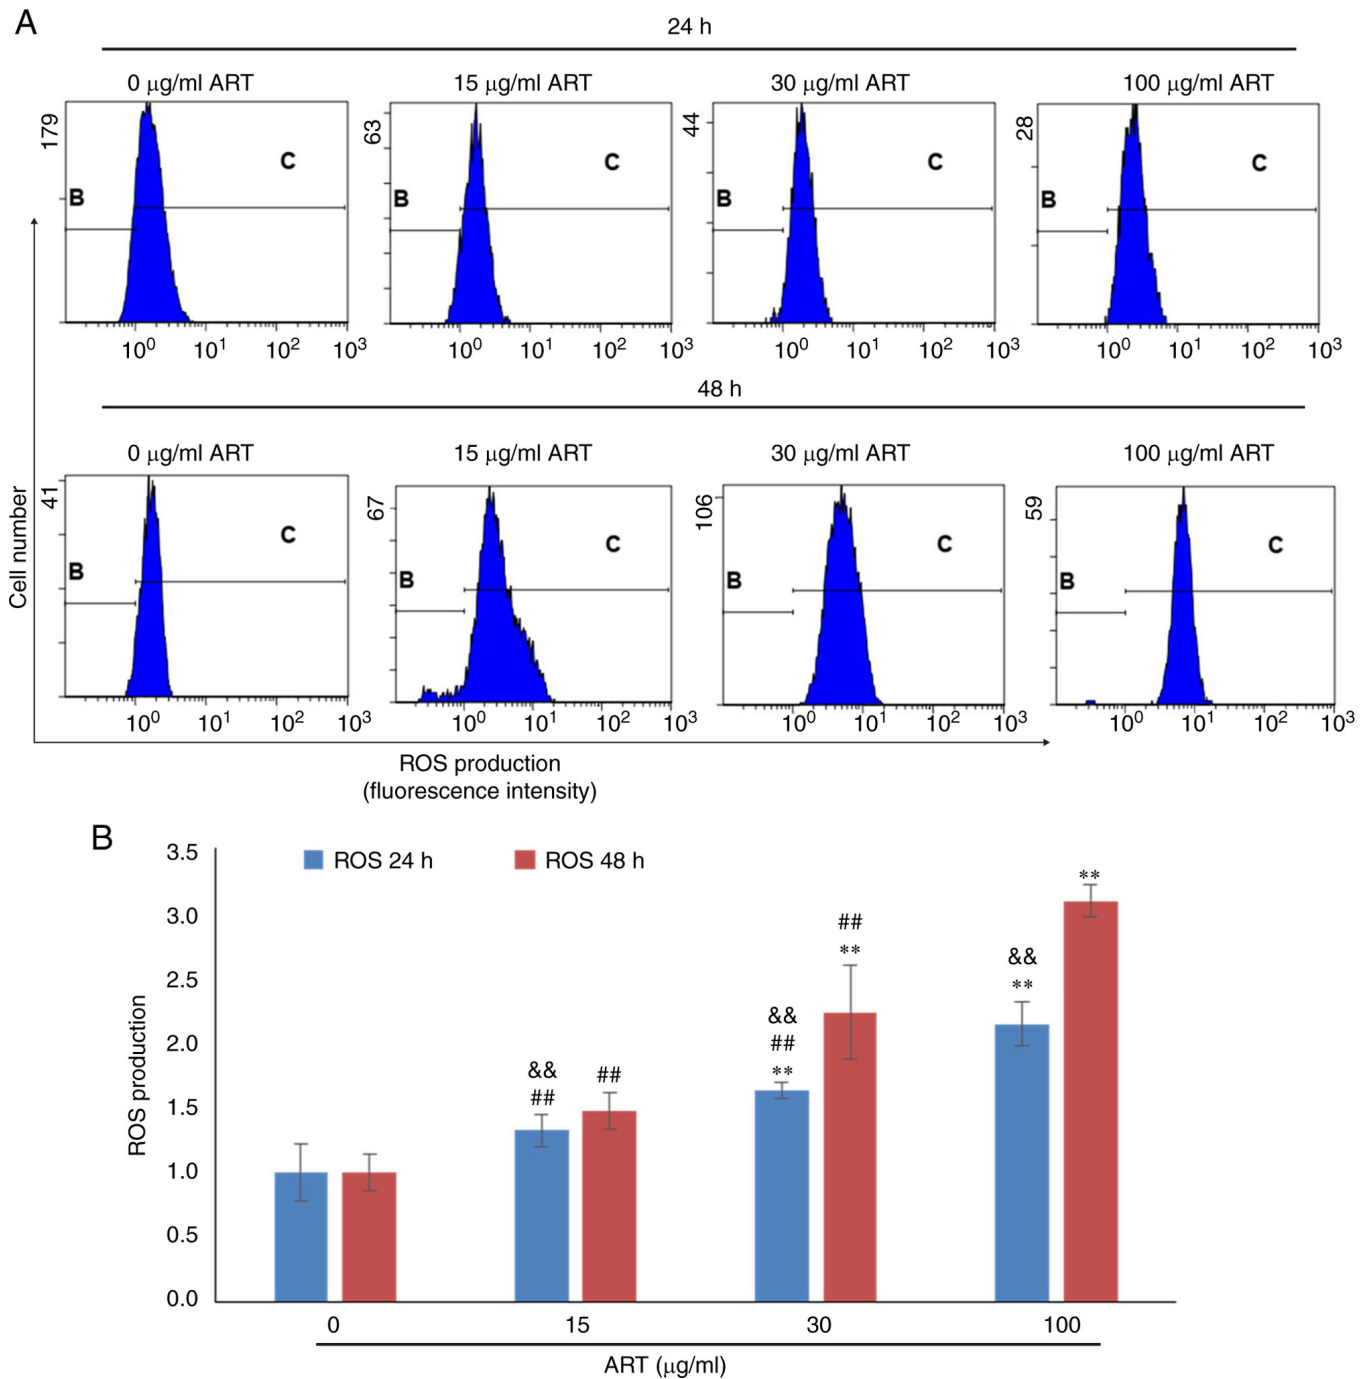 A
24 h
0 μg/ml ART 15 μg/ml ART 30 μg/ml ART 100 μg/ml ART
179 B C 63 B C 44 B C 28 B C
10⁰ 10¹ 10² 10³ 10⁰ 10¹ 10² 10³ 10⁰ 10¹ 10² 10³ 10⁰ 10¹ 10² 10³
48 h
0 μg/ml ART 15 μg/ml ART 30 μg/ml ART 100 μg/ml ART
41 B C 67 B C 106 B C 59 B C
10⁰ 10¹ 10² 10³ 10⁰ 10¹ 10² 10³ 10⁰ 10¹ 10² 10³ 10⁰ 10¹ 10² 10³
Cell number
ROS production
(fluorescence intensity)
B
ROS 24 h ROS 48 h
3.5
3.0
2.5
2.0
1.5
1.0
0.5
0.0
ROS production
&&
##
##
&&
##
**
##
**
&&
**
**
0 15 30 100
ART (μg/ml)